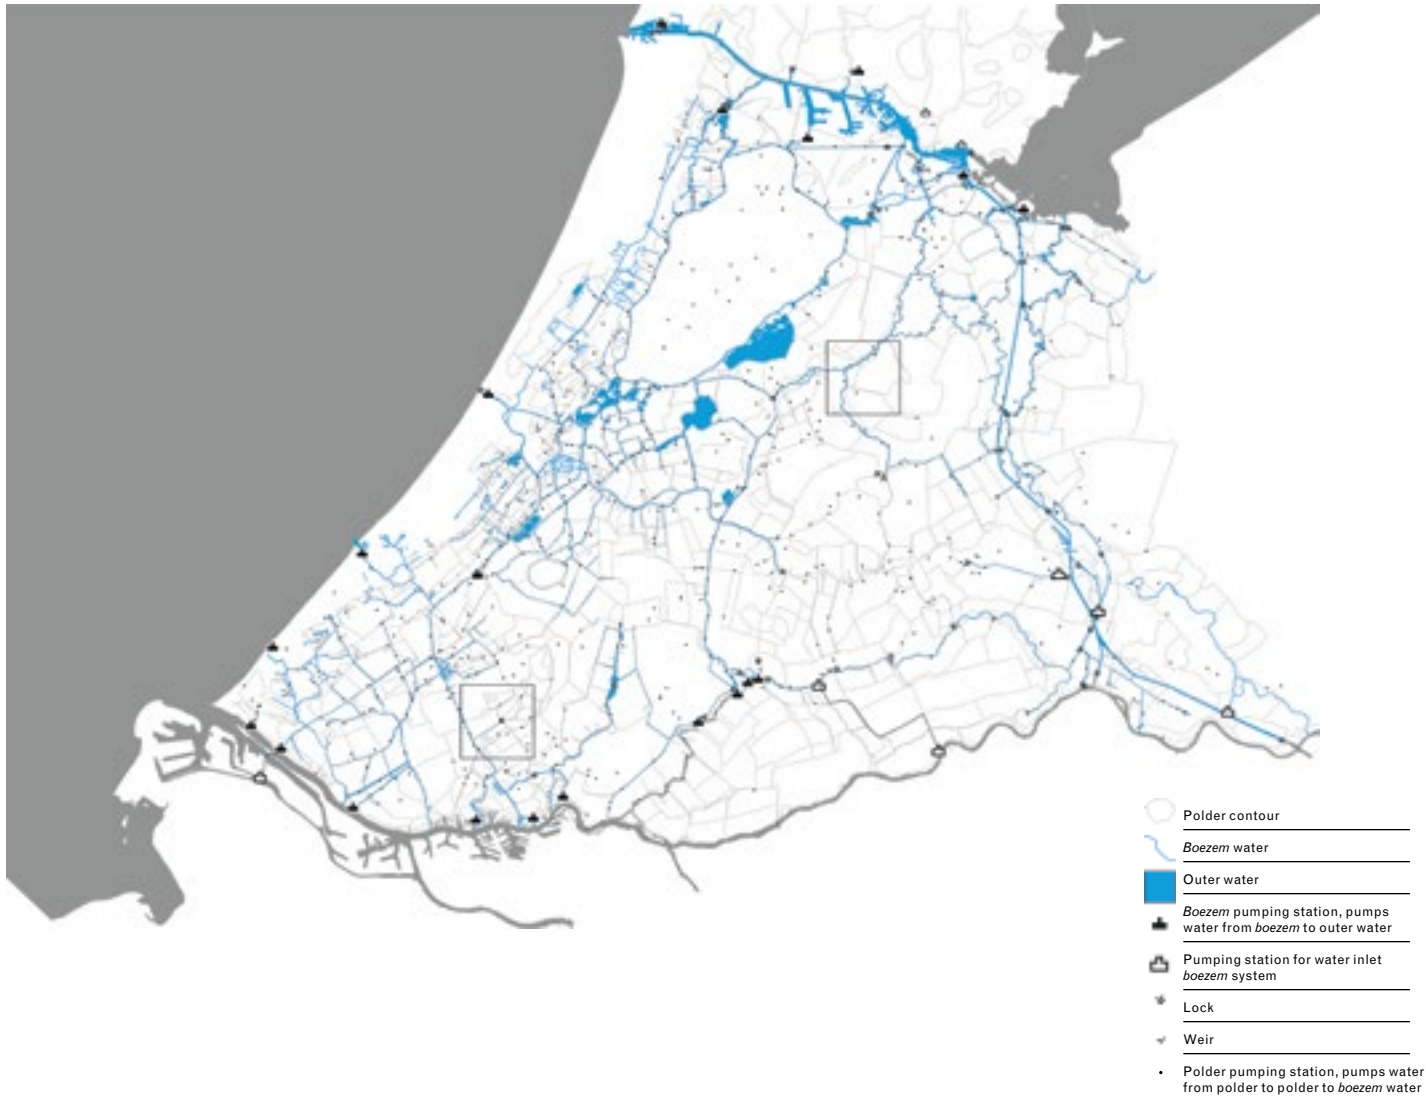 Polder contour
Boezem water
Outer water
Boezem pumping station, pumps
water from boezem to outer water
Pumping station for water inlet
boezem system
Lock
Weir
Polder pumping station, pumps water
from polder to polder to boezem water